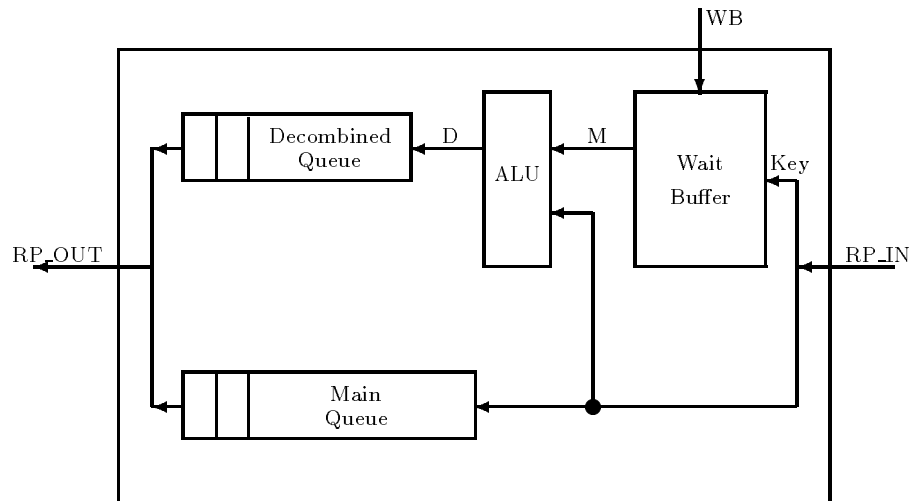 WB
Decombined
Queue
D
ALU
M
Wait
Buffer
Key
RP_OUT
RP_IN
Main
Queue